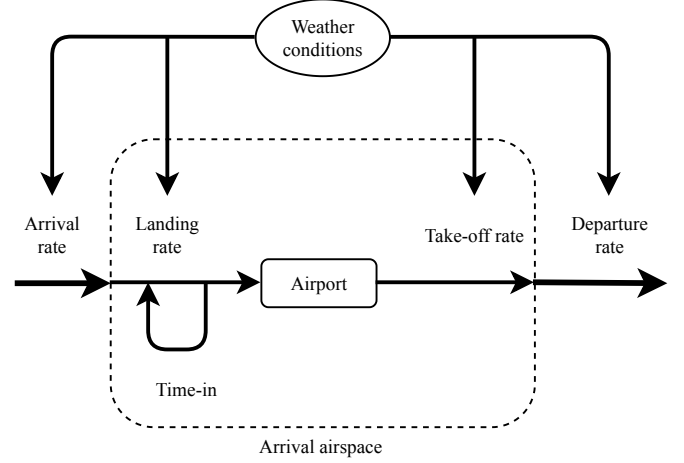 Weather
conditions
Arrival
rate
Landing
rate
Take-off rate
Departure
rate
Airport
Time-in
Arrival airspace